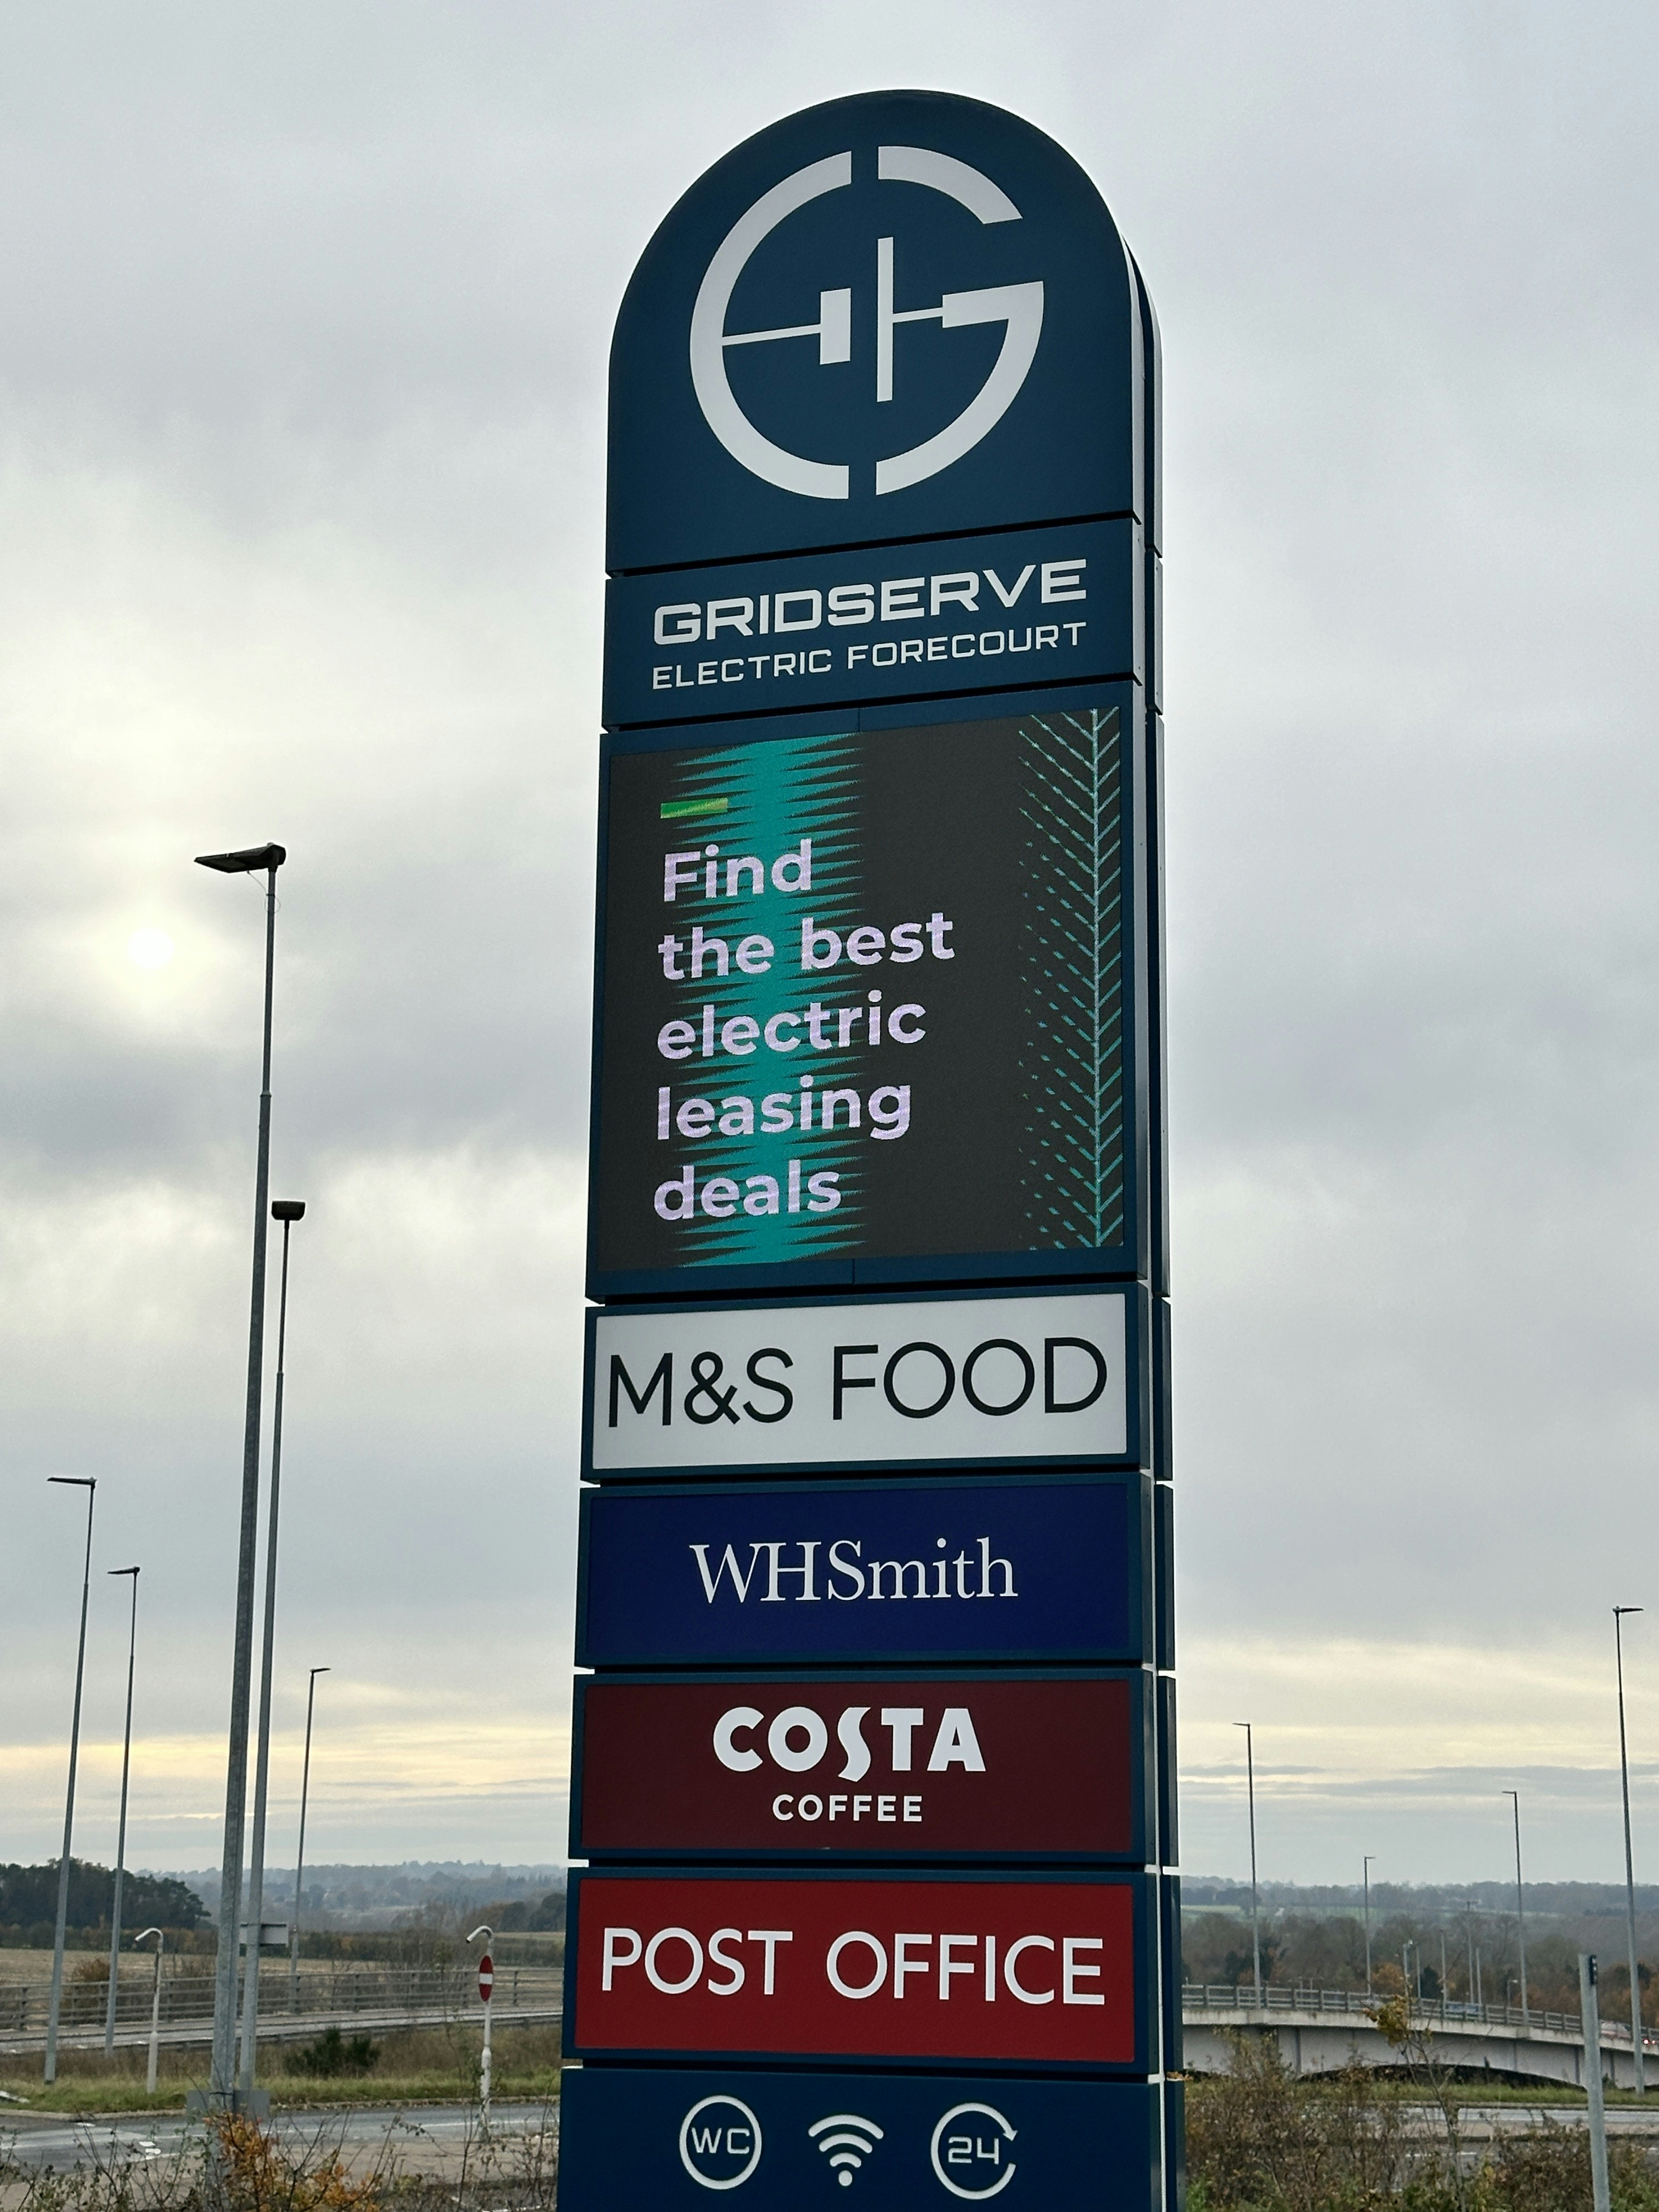 GRIDSERVE
ELECTRIC FORECOURT
Find
the best
electric
leasing
deals
M&S FOOD
WHSmith
COSTA
COFFEE
POST OFFICE
WC 24